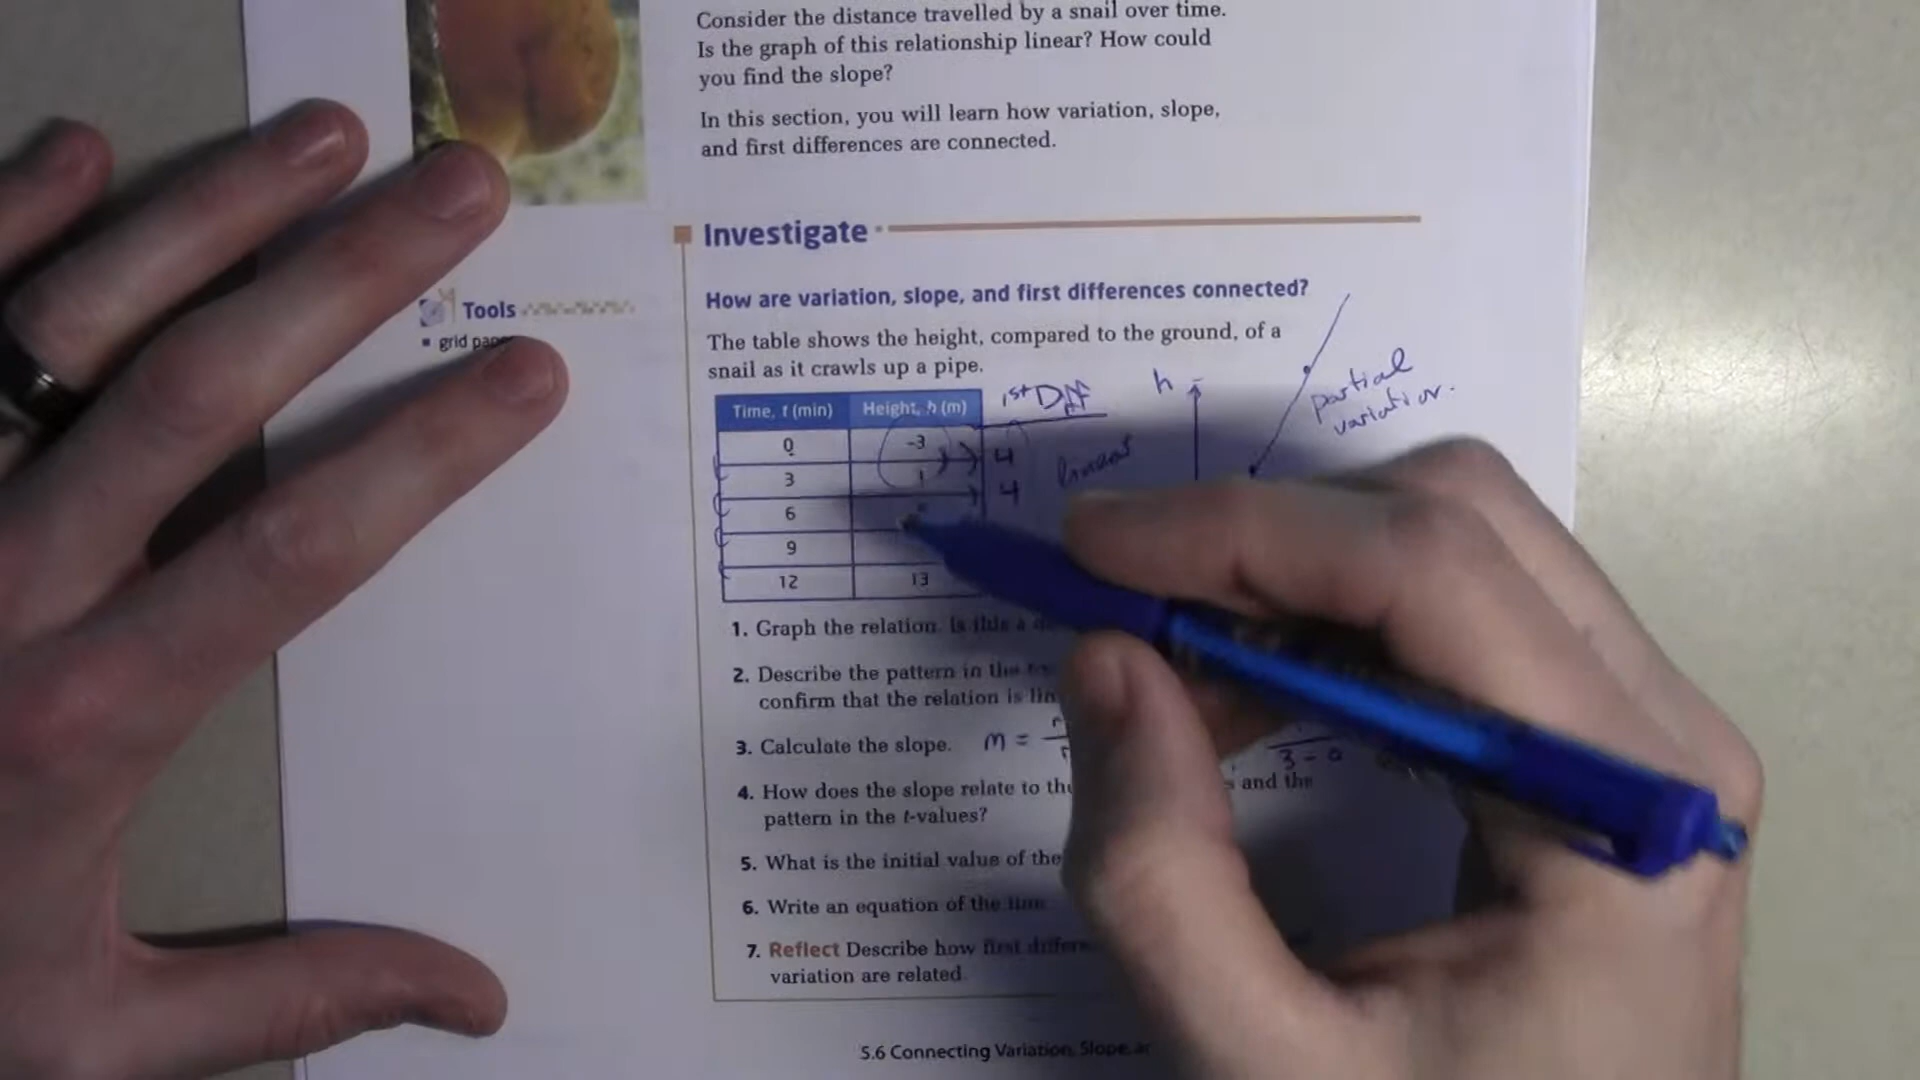 Consider the distance travelled by a snail over time.
Is the graph of this relationship linear? How could
you find the slope?
In this section, you will learn how variation, slope,
and first differences are connected.
Investigate
Tools
grid
How are variation, slope, and first differences connected?
The table shows the height, compared to the ground, of a
snail as it crawls up a pipe.
Time, t (min) Height, h (m) 1st Diff
0 -3
4
3 1
4
6
9
12 13
linear
h
partial
variation.
1. Graph the relation. Is this a
2. Describe the pattern in the
confirm that the relation is
3. Calculate the slope. m =
3 - 0
4. How does the slope relate to and the
pattern in the t-values?
5. What is the initial value of the
6. Write an equation of the line
7. Reflect Describe how first
variation are related.
5.6 Connecting Variation, Slope,